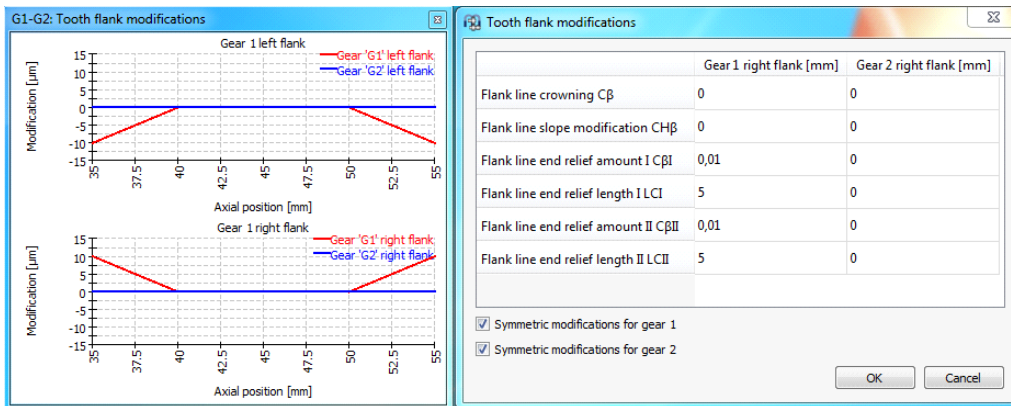 G1-G2: Tooth flank modifications
Gear 1 left flank
Gear 'G1' left flank
Gear 'G2' left flank
Modification [µm]
15
10
5
0
-5
-10
-15
35
37.5
40
42.5
45
47.5
50
52.5
55
Axial position [mm]
Gear 1 right flank
Gear 'G1' right flank
Gear 'G2' right flank
Modification [µm]
15
10
5
0
-5
-10
-15
35
37.5
40
42.5
45
47.5
50
52.5
55
Axial position [mm]
Tooth flank modifications
Gear 1 right flank [mm] Gear 2 right flank [mm]
Flank line crowning Cβ 0 0
Flank line slope modification CHβ 0 0
Flank line end relief amount I CβI 0,01 0
Flank line end relief length I LCI 5 0
Flank line end relief amount II CβII 0,01 0
Flank line end relief length II LCII 5 0
Symmetric modifications for gear 1
Symmetric modifications for gear 2
OK Cancel